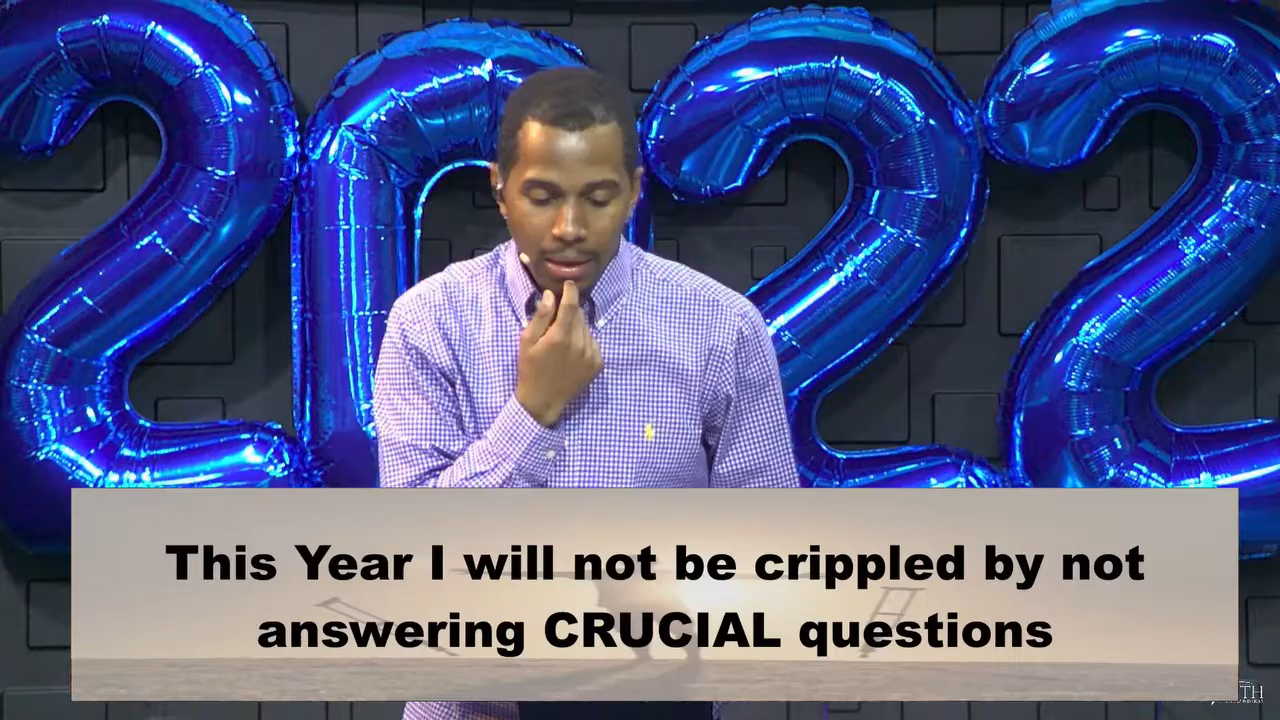 2022
This Year I will not be crippled by not
answering CRUCIAL questions